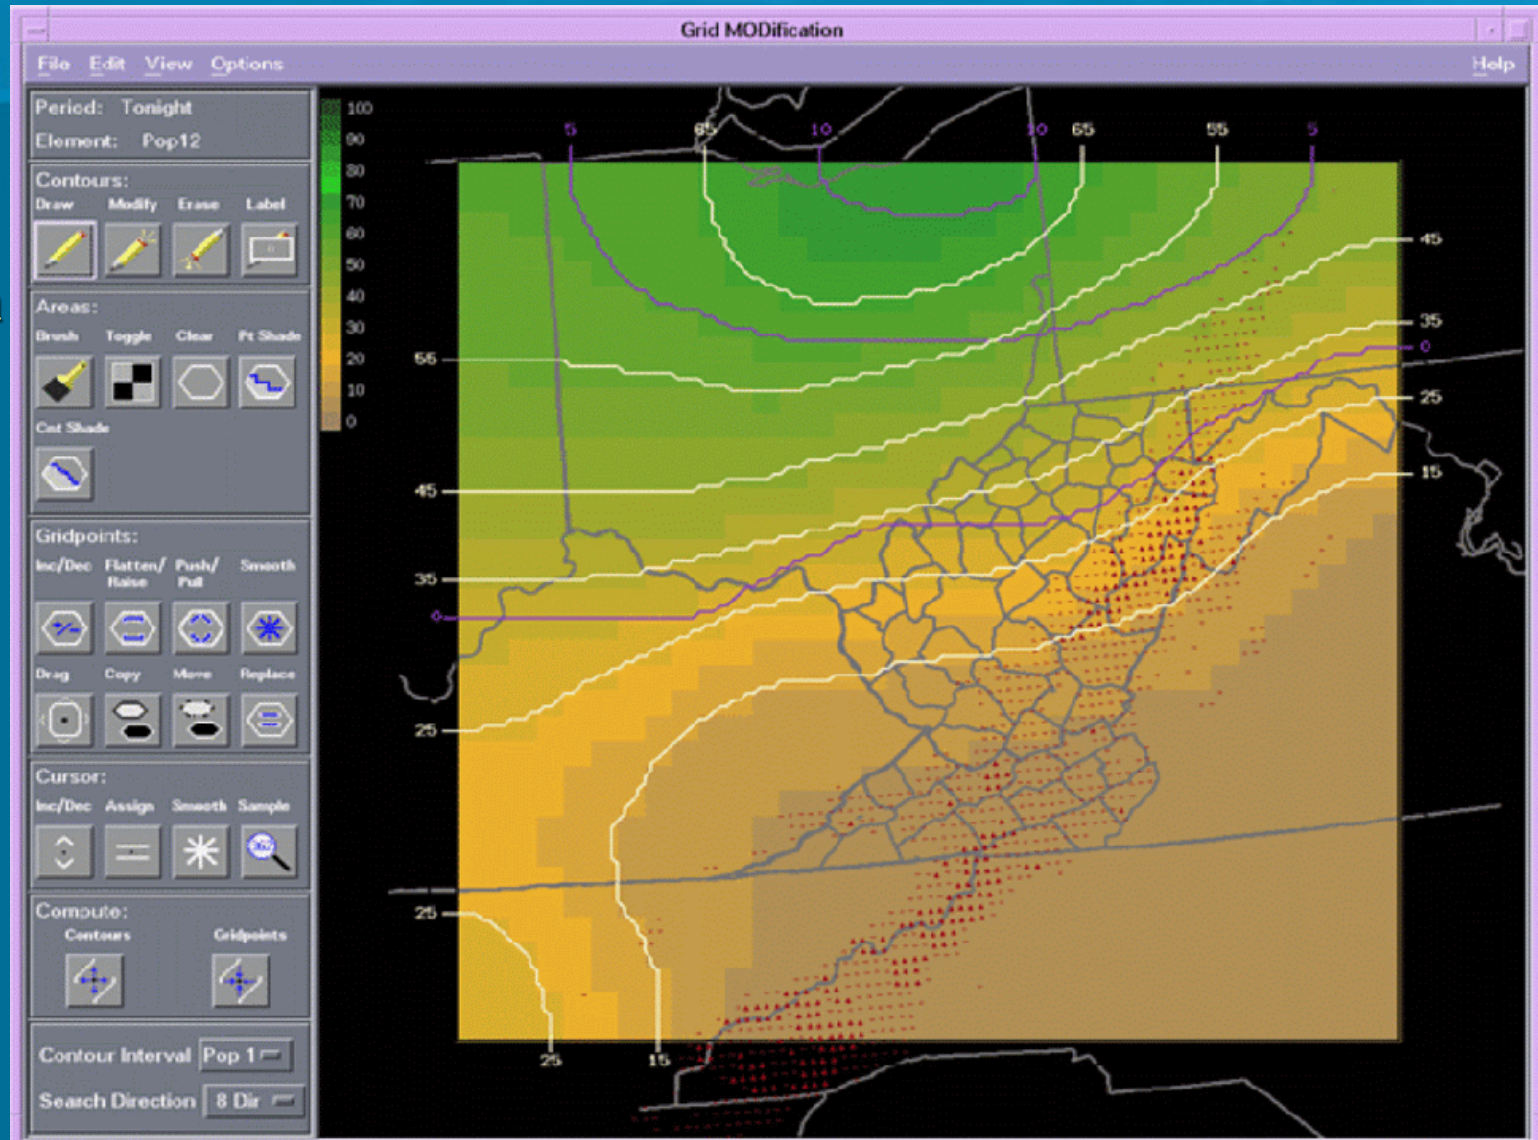 Grid MODification
File Edit View Options Help
Period: Tonight
Element: Pop12
Contours:
Draw Modify Erase Label
Areas:
Brush Toggle Clear Pt Shade
Cnt Shade
Gridpoints:
Inc/Dec Flatten/Raise Push/Pull Smooth
Drag Copy Move Replace
Cursor:
Inc/Dec Assign Smooth Sample
Compute:
Contours Gridpoints
Contour Interval Pop 1
Search Direction 8 Dir
100
90
80
70
60
50
40
30
20
10
0
5 65 10 10 65 55 5
45
35
0
25
15
55
45
35
0
25
25
25 15